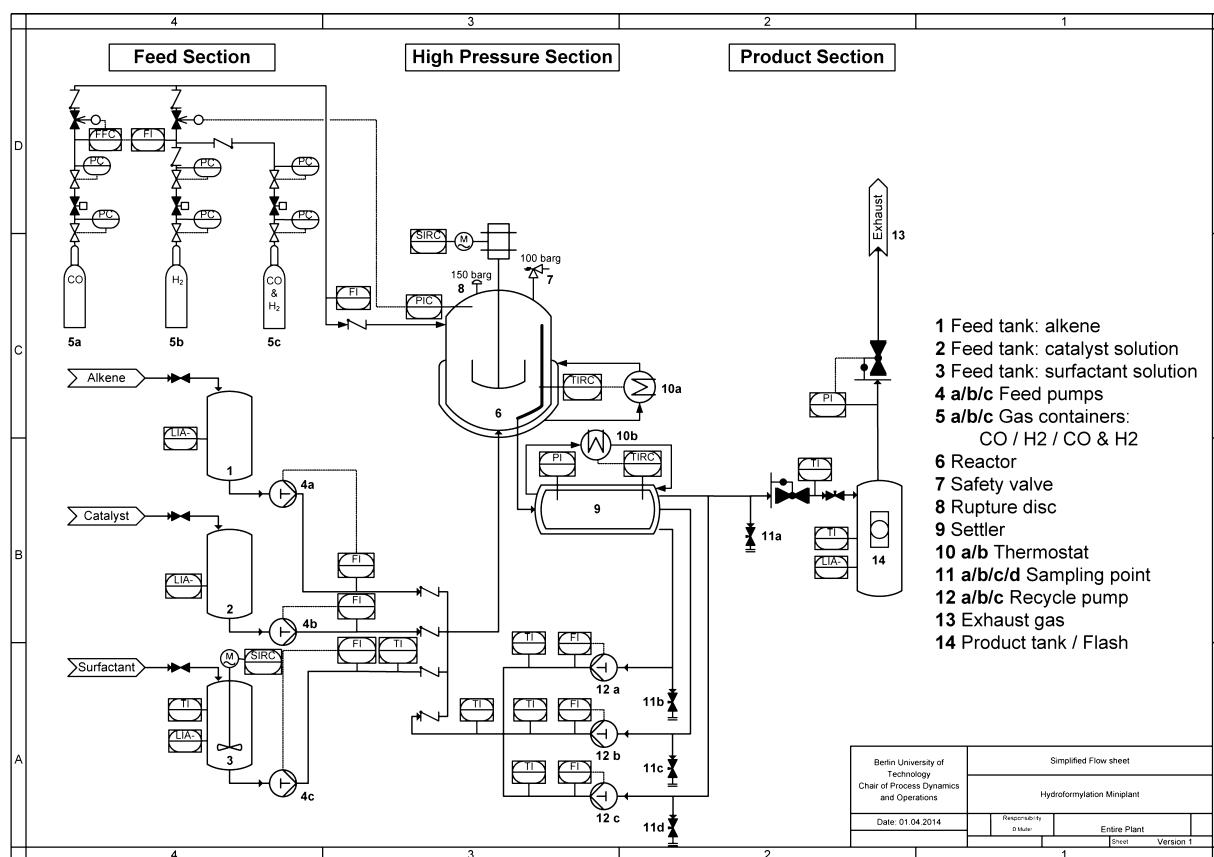 4 3 2 1
Feed Section High Pressure Section Product Section
D
FFC FI
PC PC PC
PC PC PC
CO H2 CO & H2
5a 5b 5c
SIRC M
100 barg
7
150 barg
8
FI PIC
Exhaust 13
C
TIRC 10a
6
PI
Alkene
LIA-
1
4a
10b
PI TIRC
9
TI
11a
TI
LIA-
14
B
Catalyst
LIA-
2
4b
FI
FI
FI TI
Surfactant
M SIRC
TI
LIA-
3
4c
A
TI FI
12 a
11b
TI TI FI
12 b
11c
TI FI
12 c
11d
1 Feed tank: alkene
2 Feed tank: catalyst solution
3 Feed tank: surfactant solution
4 a/b/c Feed pumps
5 a/b/c Gas containers:
CO / H2 / CO & H2
6 Reactor
7 Safety valve
8 Rupture disc
9 Settler
10 a/b Thermostat
11 a/b/c/d Sampling point
12 a/b/c Recycle pump
13 Exhaust gas
14 Product tank / Flash
Berlin University of
Technology
Chair of Process Dynamics
and Operations
Date: 01.04.2014
Simplified Flow sheet
Hydroformylation Miniplant
Responsibility
Entire Plant
Sheet Version 1
4 3 2 1